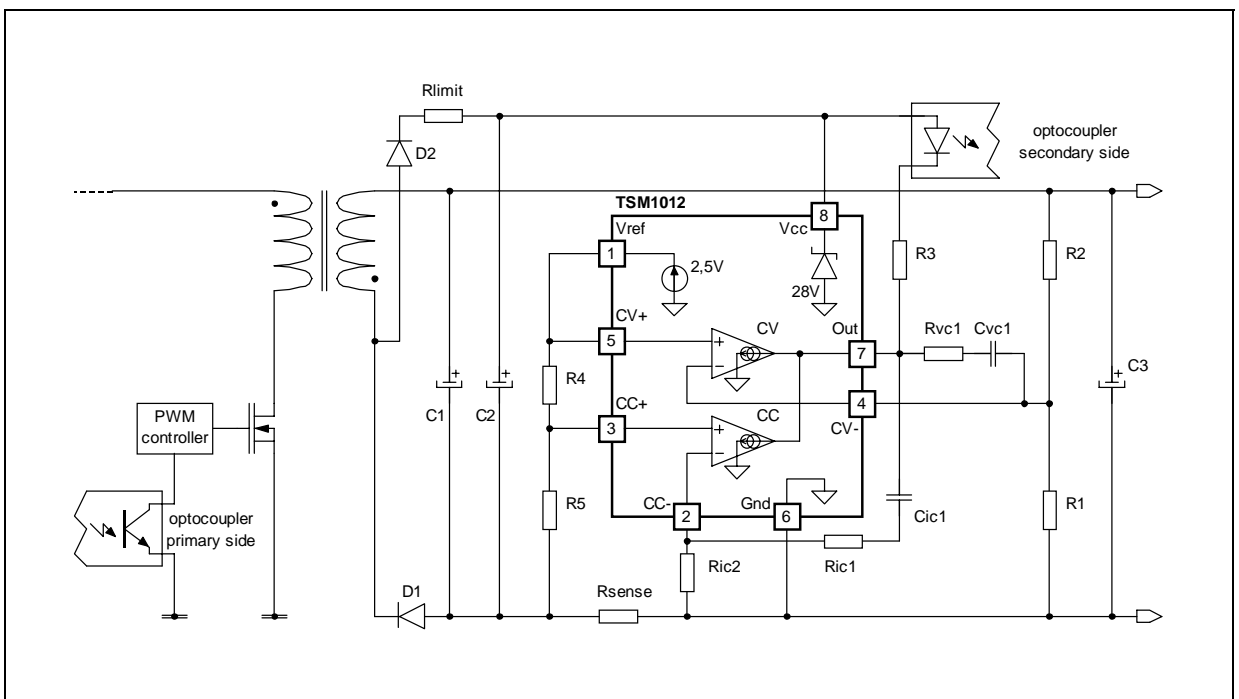 Rlimit
D2
optocoupler
secondary side
TSM1012
Vref
1
Vcc
8
2,5V
28V
R3
R2
CV+
5
CV
Out
7
Rvc1
Cvc1
C3
+
+
+
+
−
R4
C1
C2
PWM
controller
CC+
3
CC
+
−
4
CV-
optocoupler
primary side
R5
CC-
2
Gnd
6
Cic1
R1
Ric2
Ric1
D1
Rsense